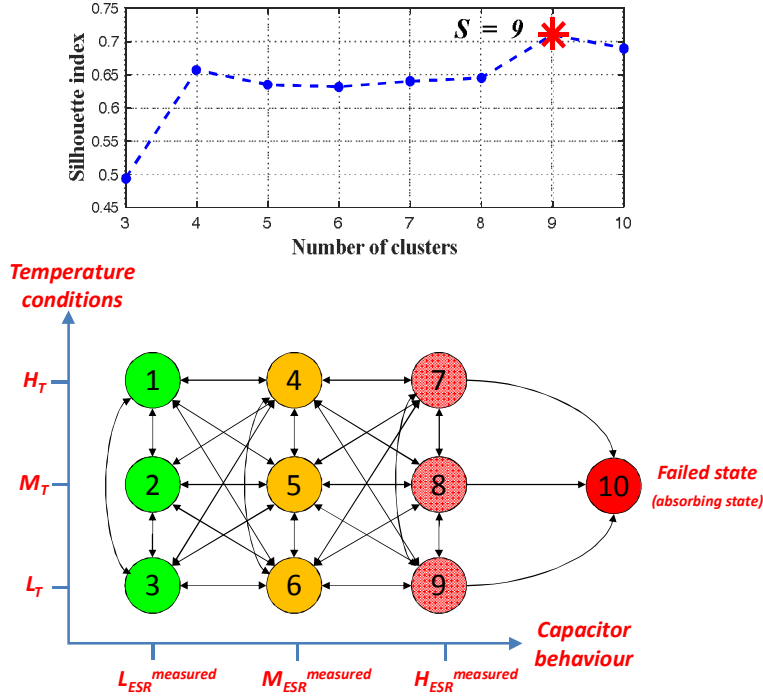 0.75
0.7
0.65
0.6
0.55
0.5
0.45
Silhouette index
S = 9
3 4 5 6 7 8 9 10
Number of clusters
Temperature
conditions
H_T
M_T
L_T
1 4 7
2 5 8 10
3 6 9
Failed state
(absorbing state)
Capacitor
behaviour
L_ESR^measured M_ESR^measured H_ESR^measured